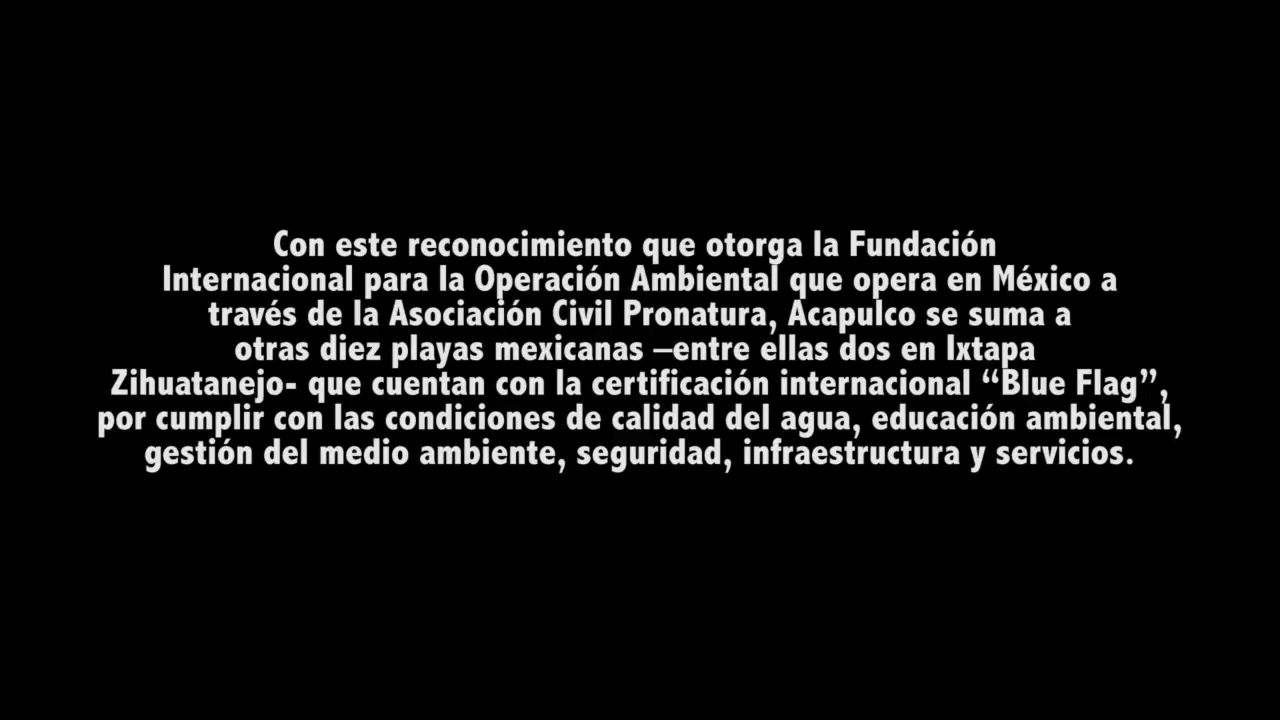 Con este reconocimiento que otorga la Fundación
Internacional para la Operación Ambiental que opera en México a
través de la Asociación Civil Pronatura, Acapulco se suma a
otras diez playas mexicanas –entre ellas dos en Ixtapa
Zihuatanejo- que cuentan con la certificación internacional “Blue Flag”,
por cumplir con las condiciones de calidad del agua, educación ambiental,
gestión del medio ambiente, seguridad, infraestructura y servicios.